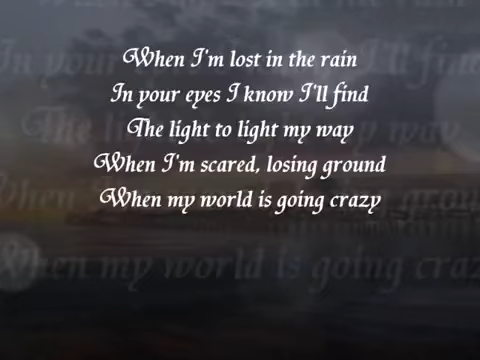 When I'm lost in the rain
In your eyes I know I'll find
The light to light my way
When I'm scared, losing ground
When my world is going crazy